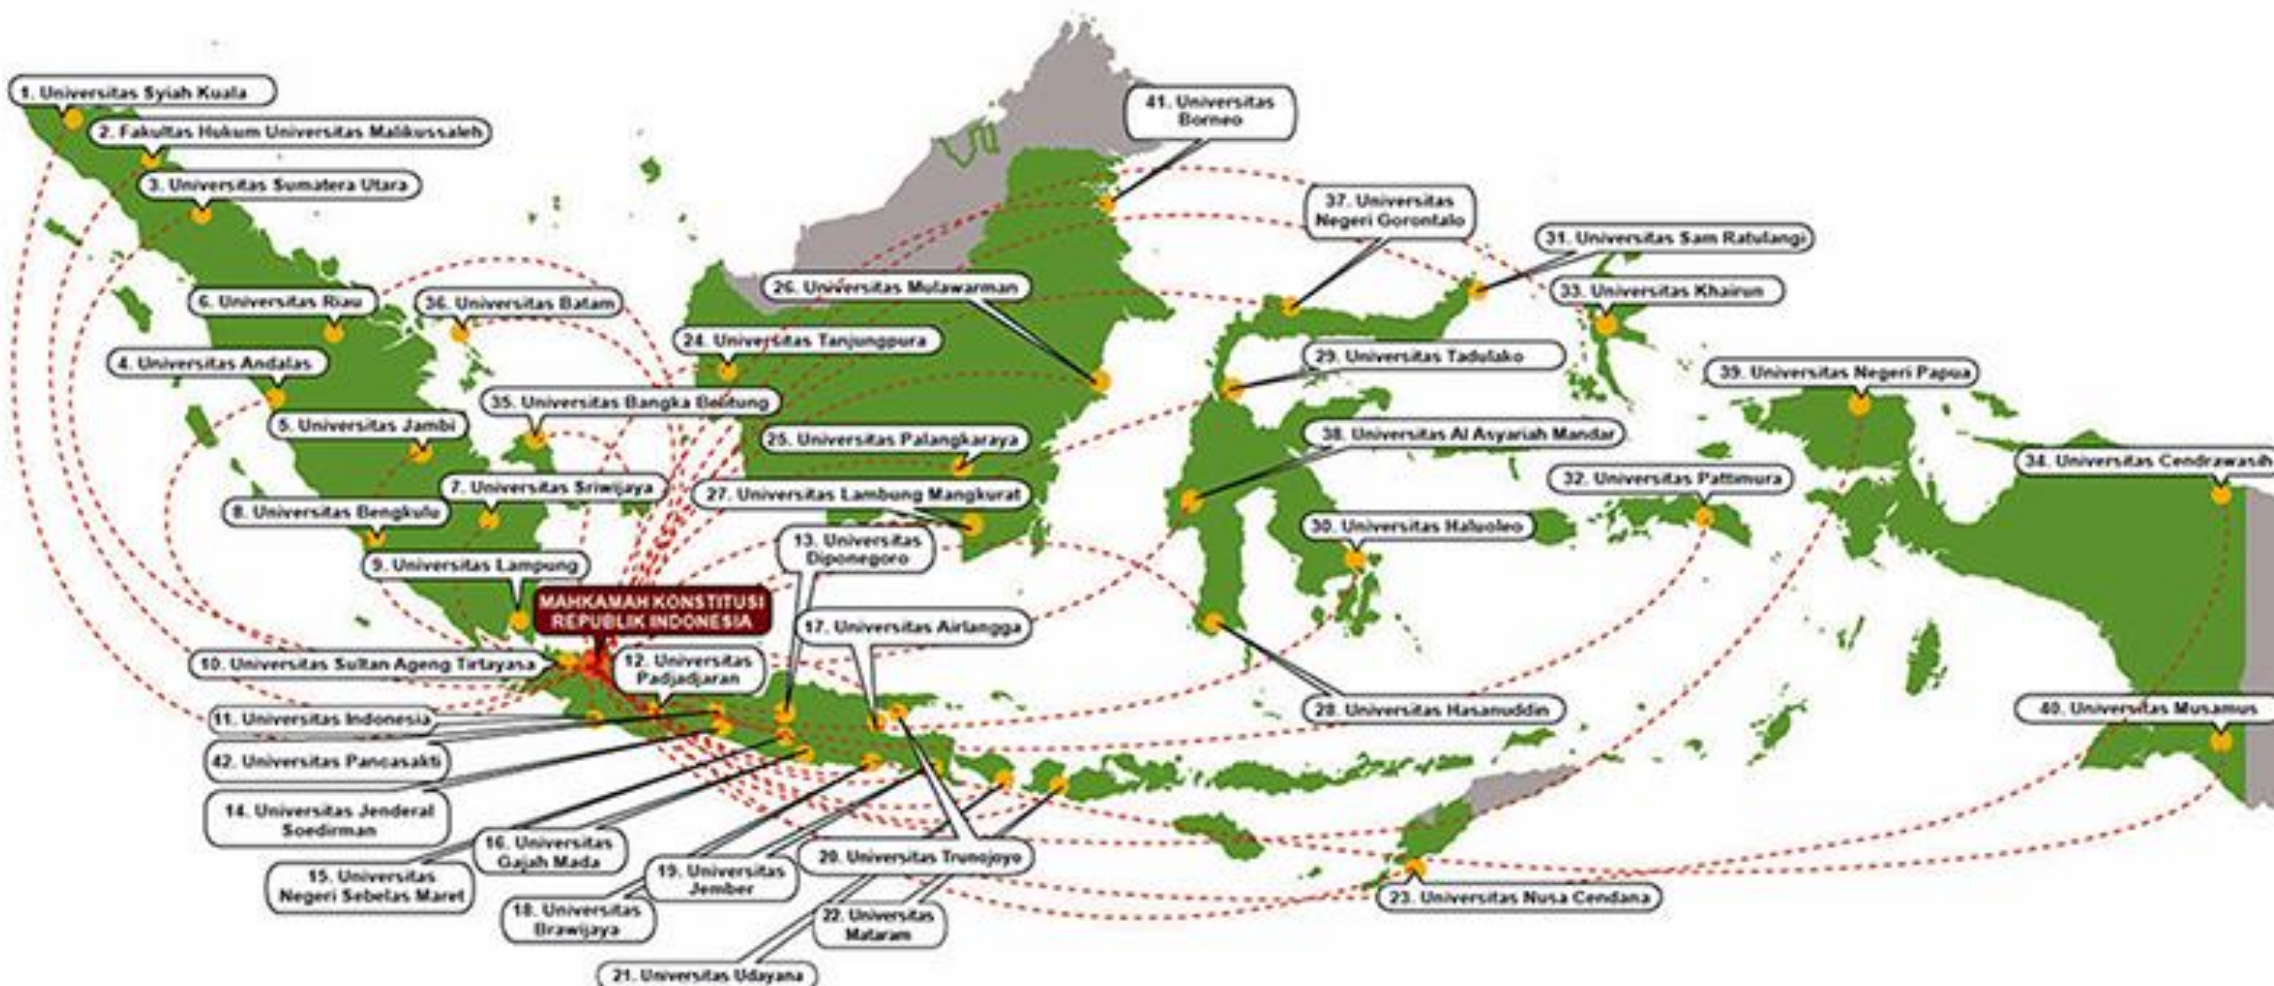 1. Universitas Syiah Kuala
2. Fakultas Hukum Universitas Malikussaleh
3. Universitas Sumatera Utara
41. Universitas
Borneo
37. Universitas
Negeri Gorontalo
31. Universitas Sam Ratulangi
6. Universitas Riau
36. Universitas Batam
26. Universitas Mulawarman
33. Universitas Khairun
24. Universitas Tanjungpura
4. Universitas Andalas
29. Universitas Tadulako
39. Universitas Negeri Papua
35. Universitas Bangka Belitung
5. Universitas Jambi
25. Universitas Palangkaraya
38. Universitas Al Asyariah Mandar
34. Universitas Cendrawasih
7. Universitas Sriwijaya
27. Universitas Lambung Mangkurat
32. Universitas Pattimura
8. Universitas Bengkulu
30. Universitas Haluoleo
13. Universitas
Diponegoro
9. Universitas Lampung
MAHKAMAH KONSTITUSI
REPUBLIK INDONESIA
17. Universitas Airlangga
10. Universitas Sultan Ageng Tirtayasa
12. Universitas
Padjadjaran
11. Universitas Indonesia
28. Universitas Hasanuddin
40. Universitas Musamus
42. Universitas Pancasakti
14. Universitas Jenderal
Soedirman
16. Universitas
Gajah Mada
20. Universitas Trunojoyo
15. Universitas
Negeri Sebelas Maret
19. Universitas
Jember
23. Universitas Nusa Cendana
18. Universitas
Brawijaya
22. Universitas
Mataram
21. Universitas Udayana